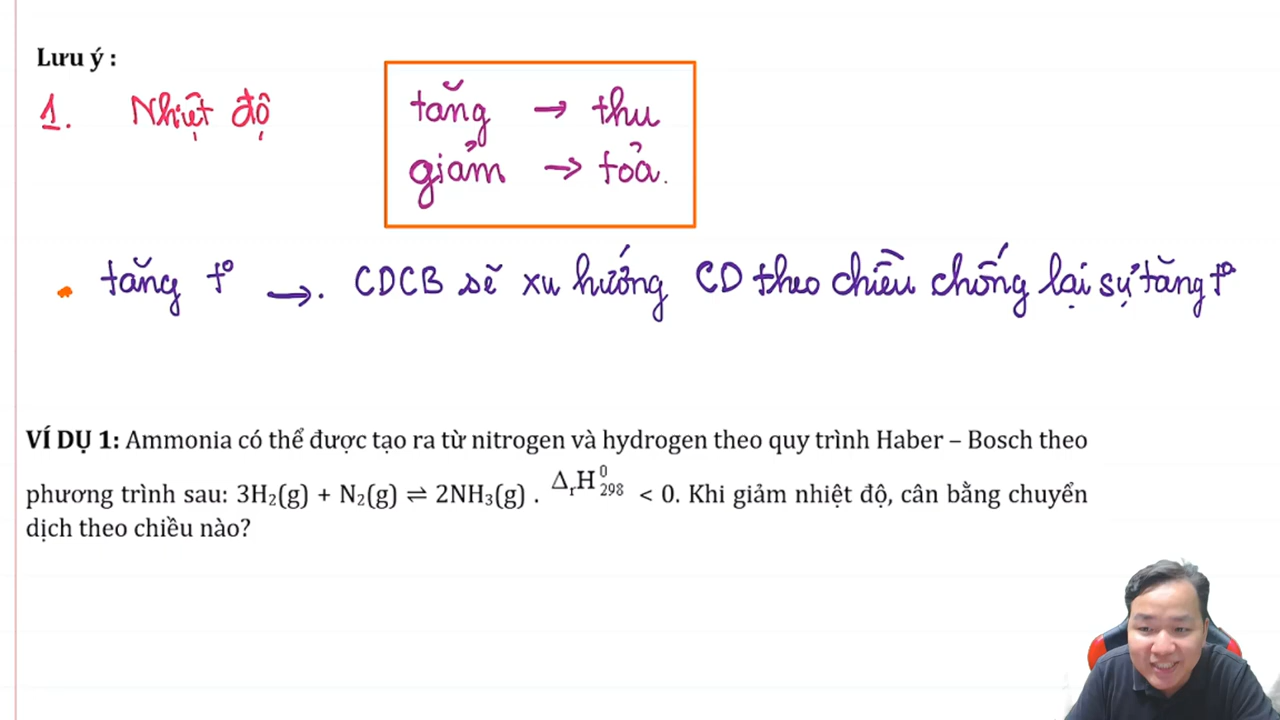 Lưu ý :
1. Nhiệt độ
tăng → thu
giảm → tỏa.
• tăng t° →. CDCB sẽ xu hướng CD theo chiều chống lại sự tăng t°
VÍ DỤ 1: Ammonia có thể được tạo ra từ nitrogen và hydrogen theo quy trình Haber – Bosch theo
phương trình sau: 3H₂(g) + N₂(g) ⇌ 2NH₃(g) . ΔᵣH⁰₂₉₈ < 0. Khi giảm nhiệt độ, cân bằng chuyển
dịch theo chiều nào?